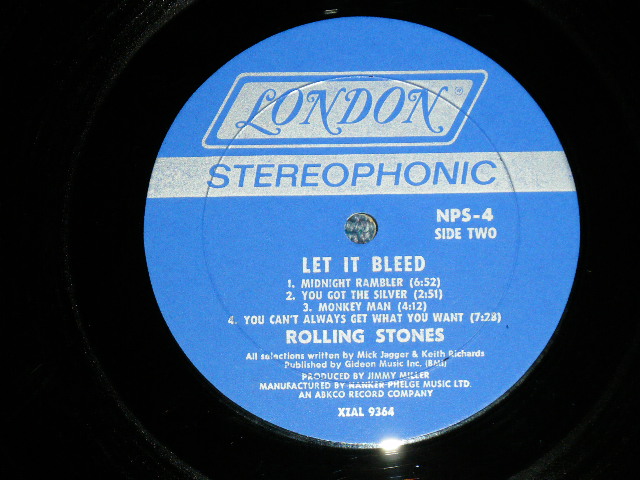 LONDON ®
STEREOPHONIC
NPS-4
SIDE TWO
LET IT BLEED
1. MIDNIGHT RAMBLER (6:52)
2. YOU GOT THE SILVER (2:51)
3. MONKEY MAN (4:12)
4. YOU CAN'T ALWAYS GET WHAT YOU WANT (7:28)
ROLLING STONES
All selections written by Mick Jagger & Keith Richards
Published by Gideon Music Inc. (BMI)
PRODUCED BY JIMMY MILLER
MANUFACTURED BY NANKER PHELGE MUSIC LTD.
AN ABKCO RECORD COMPANY
XZAL 9364